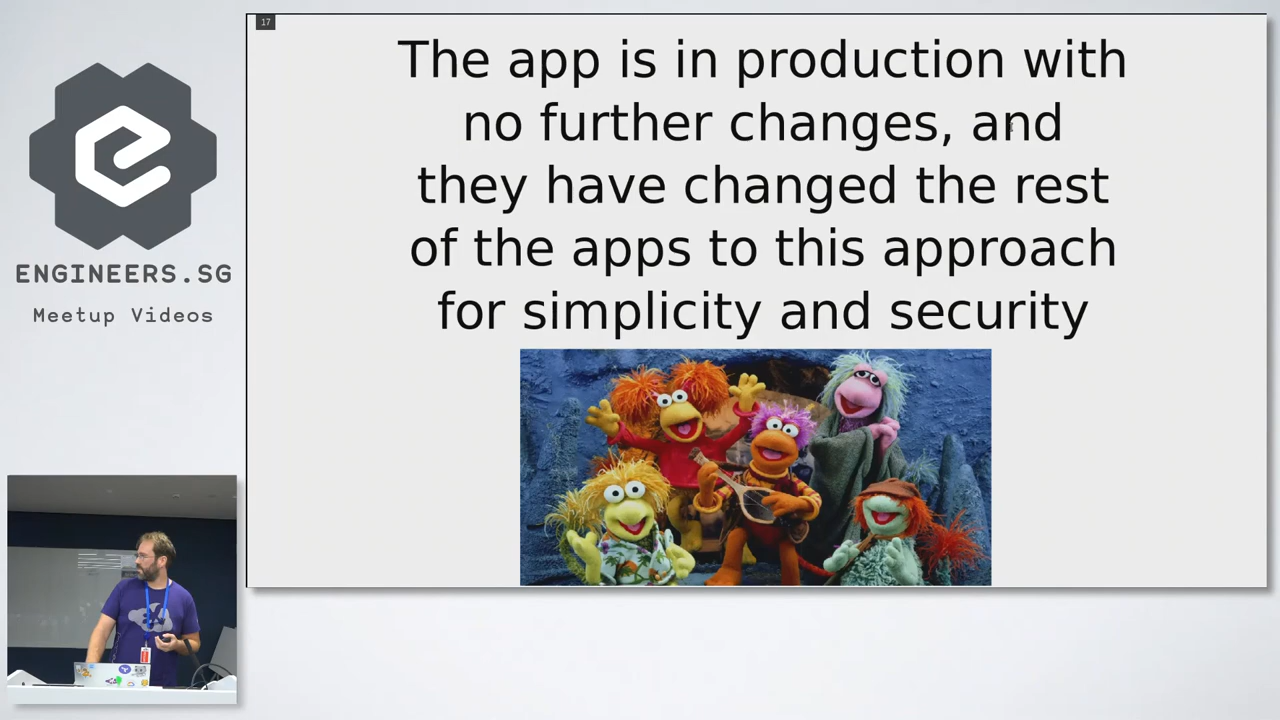 17
The app is in production with
no further changes, and
they have changed the rest
of the apps to this approach
for simplicity and security
ENGINEERS.SG
Meetup Videos